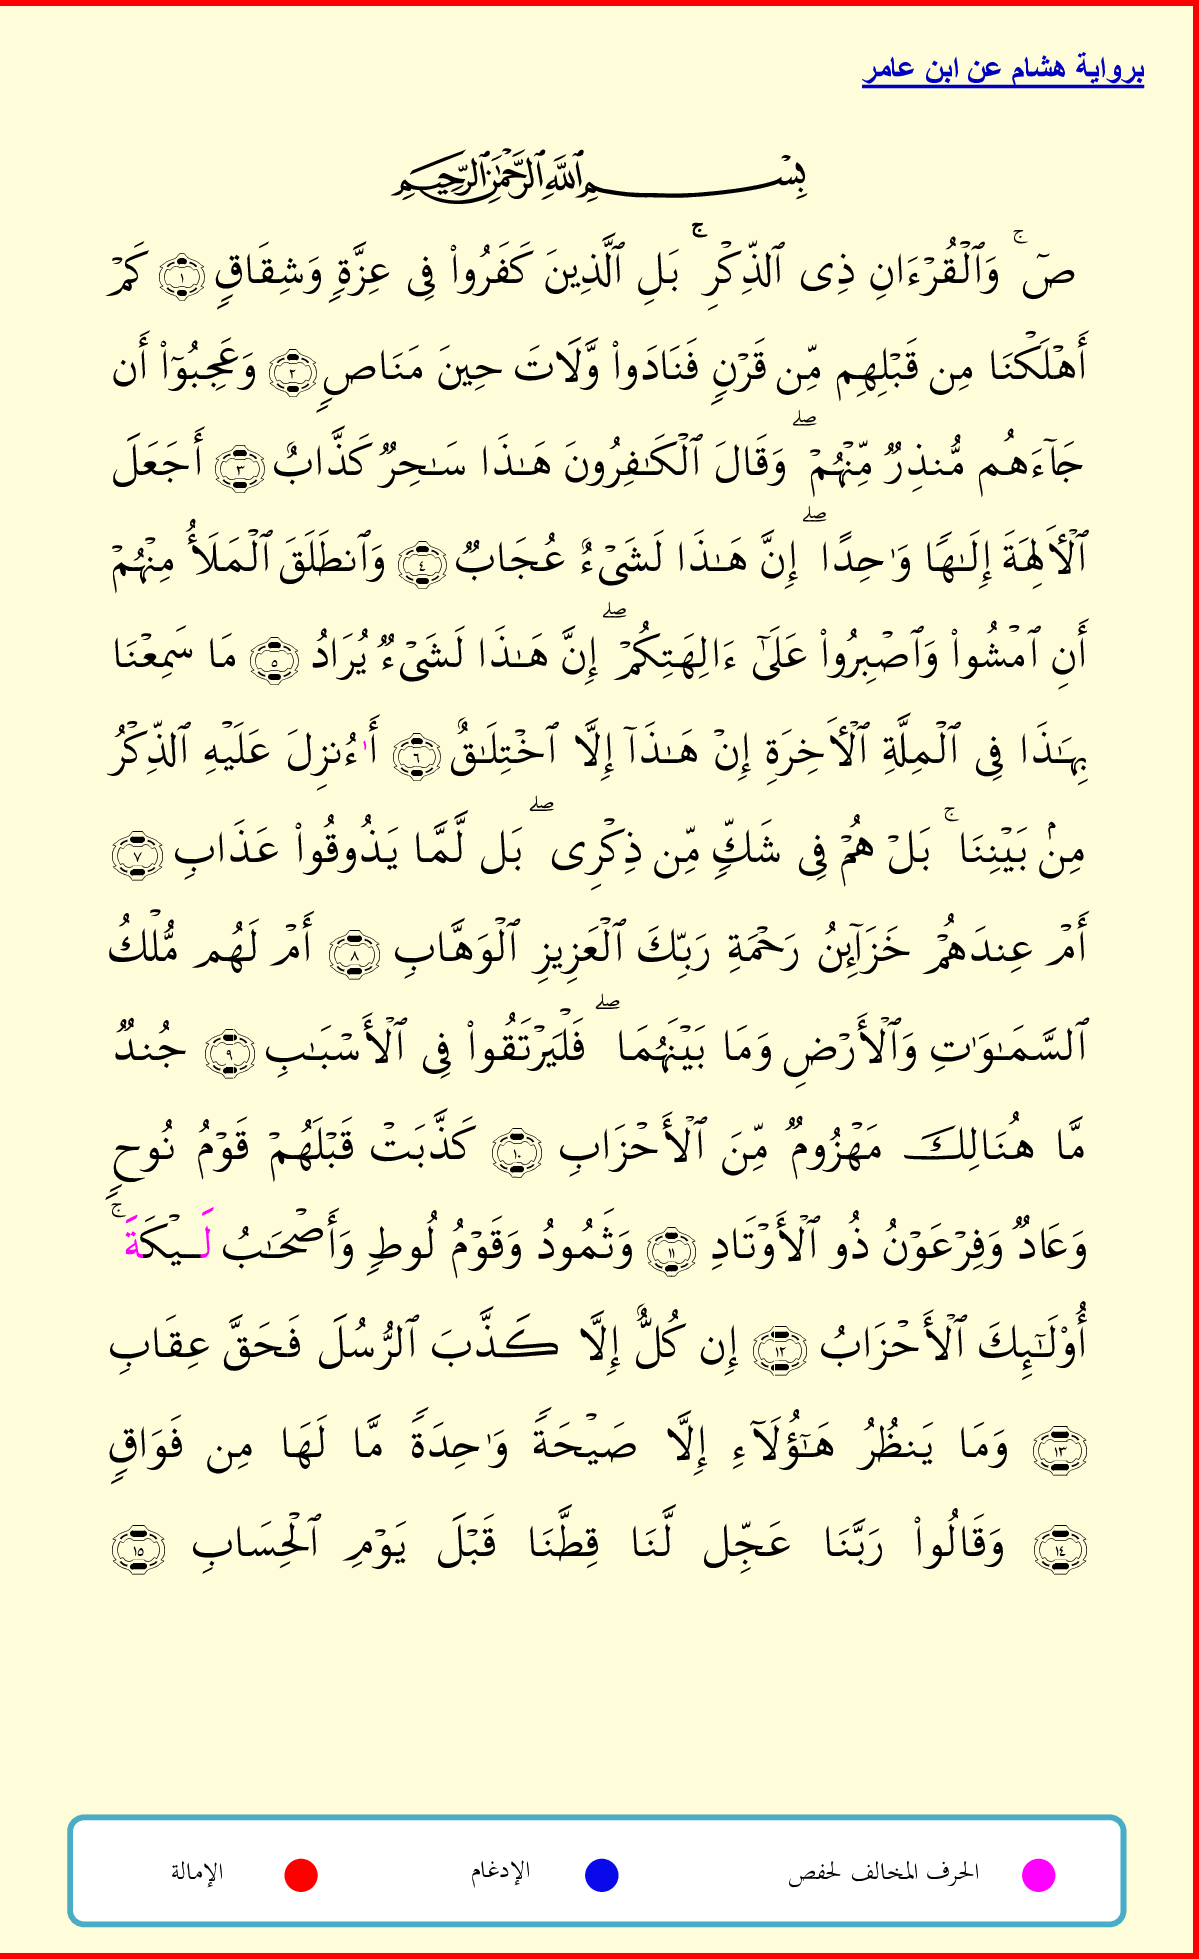 برواية هشام عن ابن عامر
بِسْمِ ٱللَّهِ ٱلرَّحْمَٰنِ ٱلرَّحِيمِ
صٓ ۚ وَٱلْقُرْءَانِ ذِى ٱلذِّكْرِ ۚ بَلِ ٱلَّذِينَ كَفَرُوا۟ فِى عِزَّةٍ وَشِقَاقٍ ١ كَمْ
أَهْلَكْنَا مِن قَبْلِهِم مِّن قَرْنٍ فَنَادَوا۟ وَّلَاتَ حِينَ مَنَاصٍ ٢ وَعَجِبُوٓا۟ أَن
جَآءَهُم مُّنذِرٌ مِّنْهُمْ ۖ وَقَالَ ٱلْكَـٰفِرُونَ هَـٰذَا سَـٰحِرٌ كَذَّابٌ ٣ أَجَعَلَ
ٱلْـَٔالِهَةَ إِلَـٰهًا وَٰحِدًا ۖ إِنَّ هَـٰذَا لَشَىْءٌ عُجَابٌ ٤ وَٱنطَلَقَ ٱلْمَلَأُ مِنْهُمْ
أَنِ ٱمْشُوا۟ وَٱصْبِرُوا۟ عَلَىٰٓ ءَالِهَتِكُمْ ۖ إِنَّ هَـٰذَا لَشَىْءٌ يُرَادُ ٥ مَا سَمِعْنَا
بِهَـٰذَا فِى ٱلْمِلَّةِ ٱلْـَٔاخِرَةِ إِنْ هَـٰذَآ إِلَّا ٱخْتِلَـٰقٌ ٦ أَٰءُنزِلَ عَلَيْهِ ٱلذِّكْرُ
مِنۢ بَيْنِنَا ۚ بَلْ هُمْ فِى شَكٍّ مِّن ذِكْرِى ۖ بَل لَّمَّا يَذُوقُوا۟ عَذَابِ ٧
أَمْ عِندَهُمْ خَزَآئِنُ رَحْمَةِ رَبِّكَ ٱلْعَزِيزِ ٱلْوَهَّابِ ٨ أَمْ لَهُم مُّلْكُ
ٱلسَّمَـٰوَٰتِ وَٱلْأَرْضِ وَمَا بَيْنَهُمَا ۖ فَلْيَرْتَقُوا۟ فِى ٱلْأَسْبَـٰبِ ٩ جُندٌ
مَّا هُنَالِكَ مَهْزُومٌ مِّنَ ٱلْأَحْزَابِ ١٠ كَذَّبَتْ قَبْلَهُمْ قَوْمُ نُوحٍ
وَعَادٌ وَفِرْعَوْنُ ذُو ٱلْأَوْتَادِ ١١ وَثَمُودُ وَقَوْمُ لُوطٍ وَأَصْحَـٰبُ لَـيْكَةَ ۚ
أُو۟لَـٰٓئِكَ ٱلْأَحْزَابُ ١٢ إِن كُلٌّ إِلَّا كَذَّبَ ٱلرُّسُلَ فَحَقَّ عِقَابِ
١٣ وَمَا يَنظُرُ هَـٰٓؤُلَآءِ إِلَّا صَيْحَةً وَٰحِدَةً مَّا لَهَا مِن فَوَاقٍ
١٤ وَقَالُوا۟ رَبَّنَا عَجِّل لَّنَا قِطَّنَا قَبْلَ يَوْمِ ٱلْحِسَابِ ١٥
الحرف المخالف لحفص الإدغام الإمالة